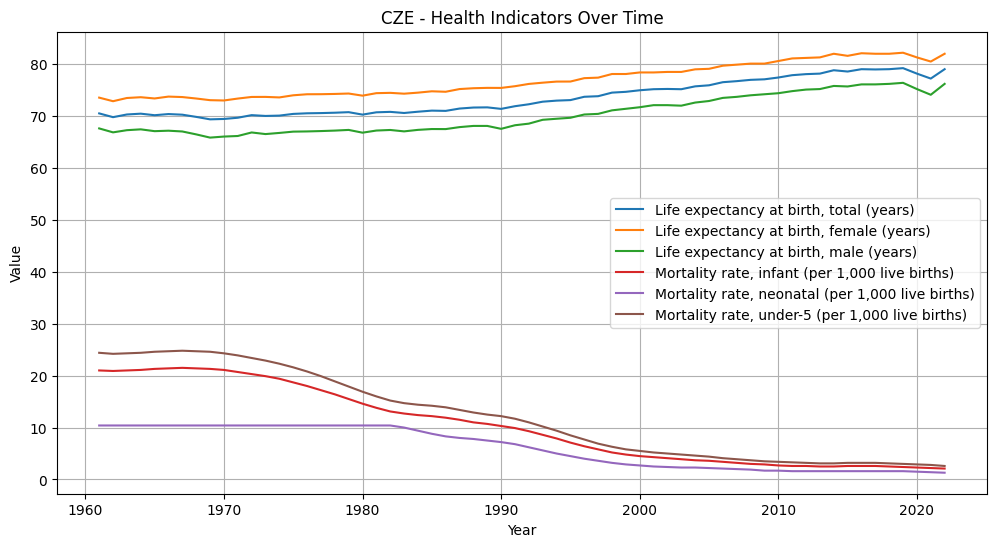 CZE - Health Indicators Over Time
Value
80
70
60
50
40
30
20
10
0
Life expectancy at birth, total (years)
Life expectancy at birth, female (years)
Life expectancy at birth, male (years)
Mortality rate, infant (per 1,000 live births)
Mortality rate, neonatal (per 1,000 live births)
Mortality rate, under-5 (per 1,000 live births)
1960 1970 1980 1990 2000 2010 2020
Year